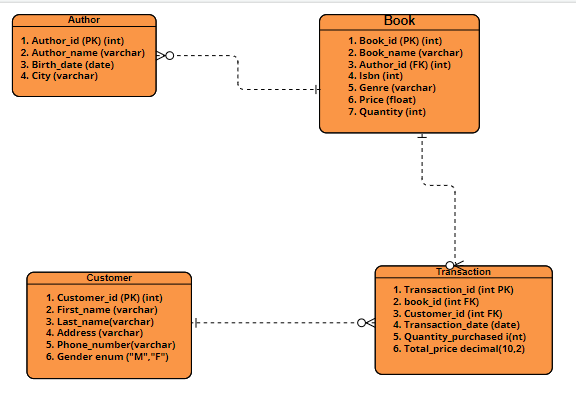 Author
1. Author_id (PK) (int)
2. Author_name (varchar)
3. Birth_date (date)
4. City (varchar)
Book
1. Book_id (PK) (int)
2. Book_name (varchar)
3. Author_id (FK) (int)
4. Isbn (int)
5. Genre (varchar)
6. Price (float)
7. Quantity (int)
Customer
1. Customer_id (PK) (int)
2. First_name (varchar)
3. Last_name(varchar)
4. Address (varchar)
5. Phone_number(varchar)
6. Gender enum ("M","F")
Transaction
1. Transaction_id (int PK)
2. book_id (int FK)
3. Customer_id (int FK)
4. Transaction_date (date)
5. Quantity_purchased i(nt)
6. Total_price decimal(10,2)